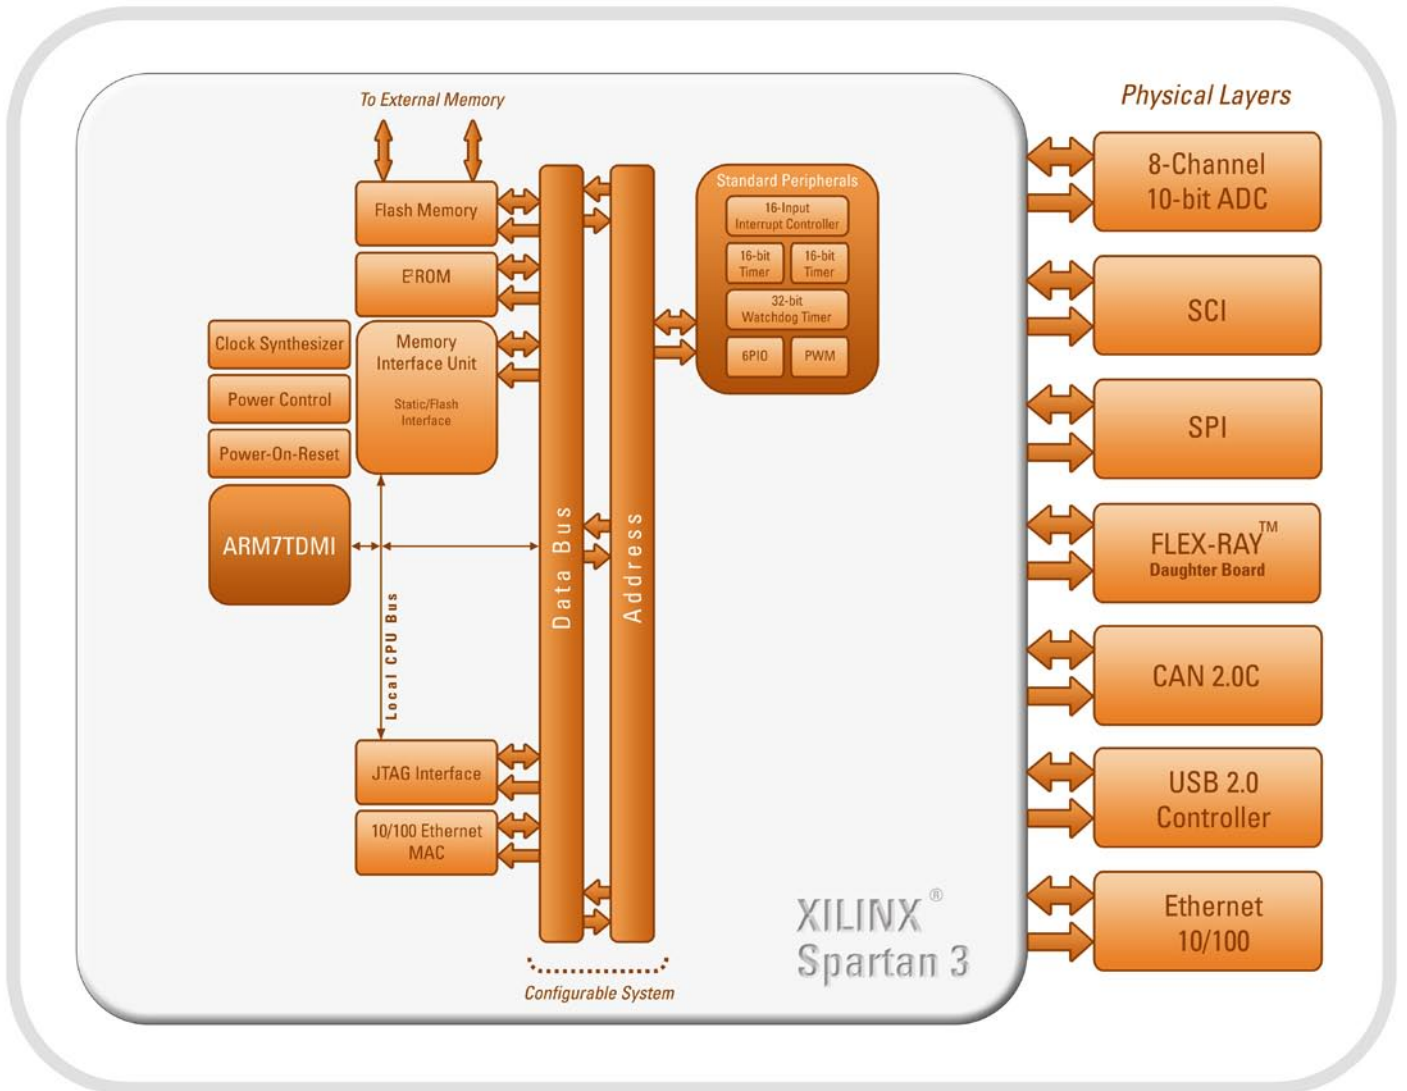 To External Memory
Flash Memory
E²ROM
Clock Synthesizer
Power Control
Power-On-Reset
ARM7TDMI
Memory
Interface Unit
Static/Flash
Interface
Local CPU Bus
JTAG Interface
10/100 Ethernet
MAC
Data Bus
Address
Configurable System
Standard Peripherals
16-Input
Interrupt Controller
16-bit
Timer
16-bit
Timer
32-bit
Watchdog Timer
6PIO
PWM
XILINX®
Spartan 3
Physical Layers
8-Channel
10-bit ADC
SCI
SPI
FLEX-RAY™
Daughter Board
CAN 2.0C
USB 2.0
Controller
Ethernet
10/100